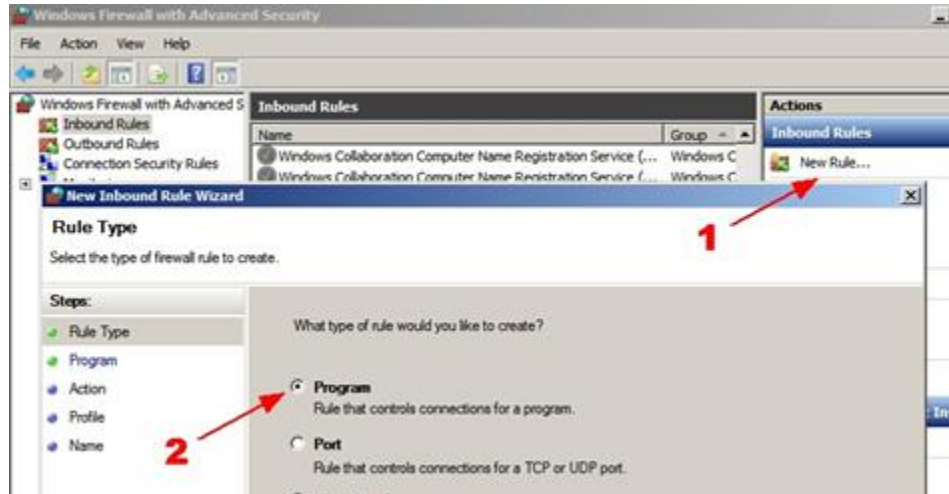 Windows Firewall with Advanced Security
File Action View Help
Windows Firewall with Advanced S
Inbound Rules
Outbound Rules
Connection Security Rules
Inbound Rules
Name Group
Windows Collaboration Computer Name Registration Service (... Windows C
Windows Collaboration Computer Name Registration Service (... Windows C
Actions
Inbound Rules
New Rule...
1
New Inbound Rule Wizard
Rule Type
Select the type of firewall rule to create.
Steps:
Rule Type
Program
Action
Profile
Name
What type of rule would you like to create?
Program
Rule that controls connections for a program.
2
Port
Rule that controls connections for a TCP or UDP port.
In